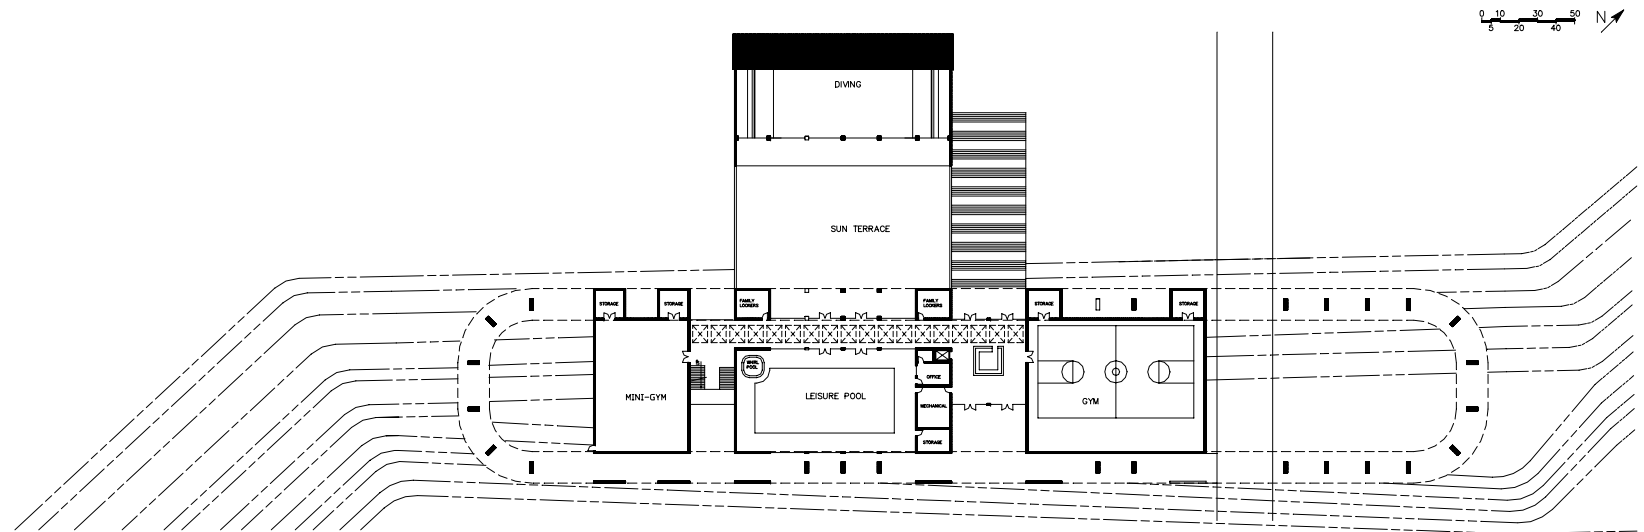 0 10 30 50 N
5 20 40
DIVING
SUN TERRACE
STORAGE
STORAGE
FAMILY
LOCKERS
FAMILY
LOCKERS
STORAGE
STORAGE
POOL
OFFICE
MINI-GYM
LEISURE POOL
MECHANICAL
GYM
STORAGE